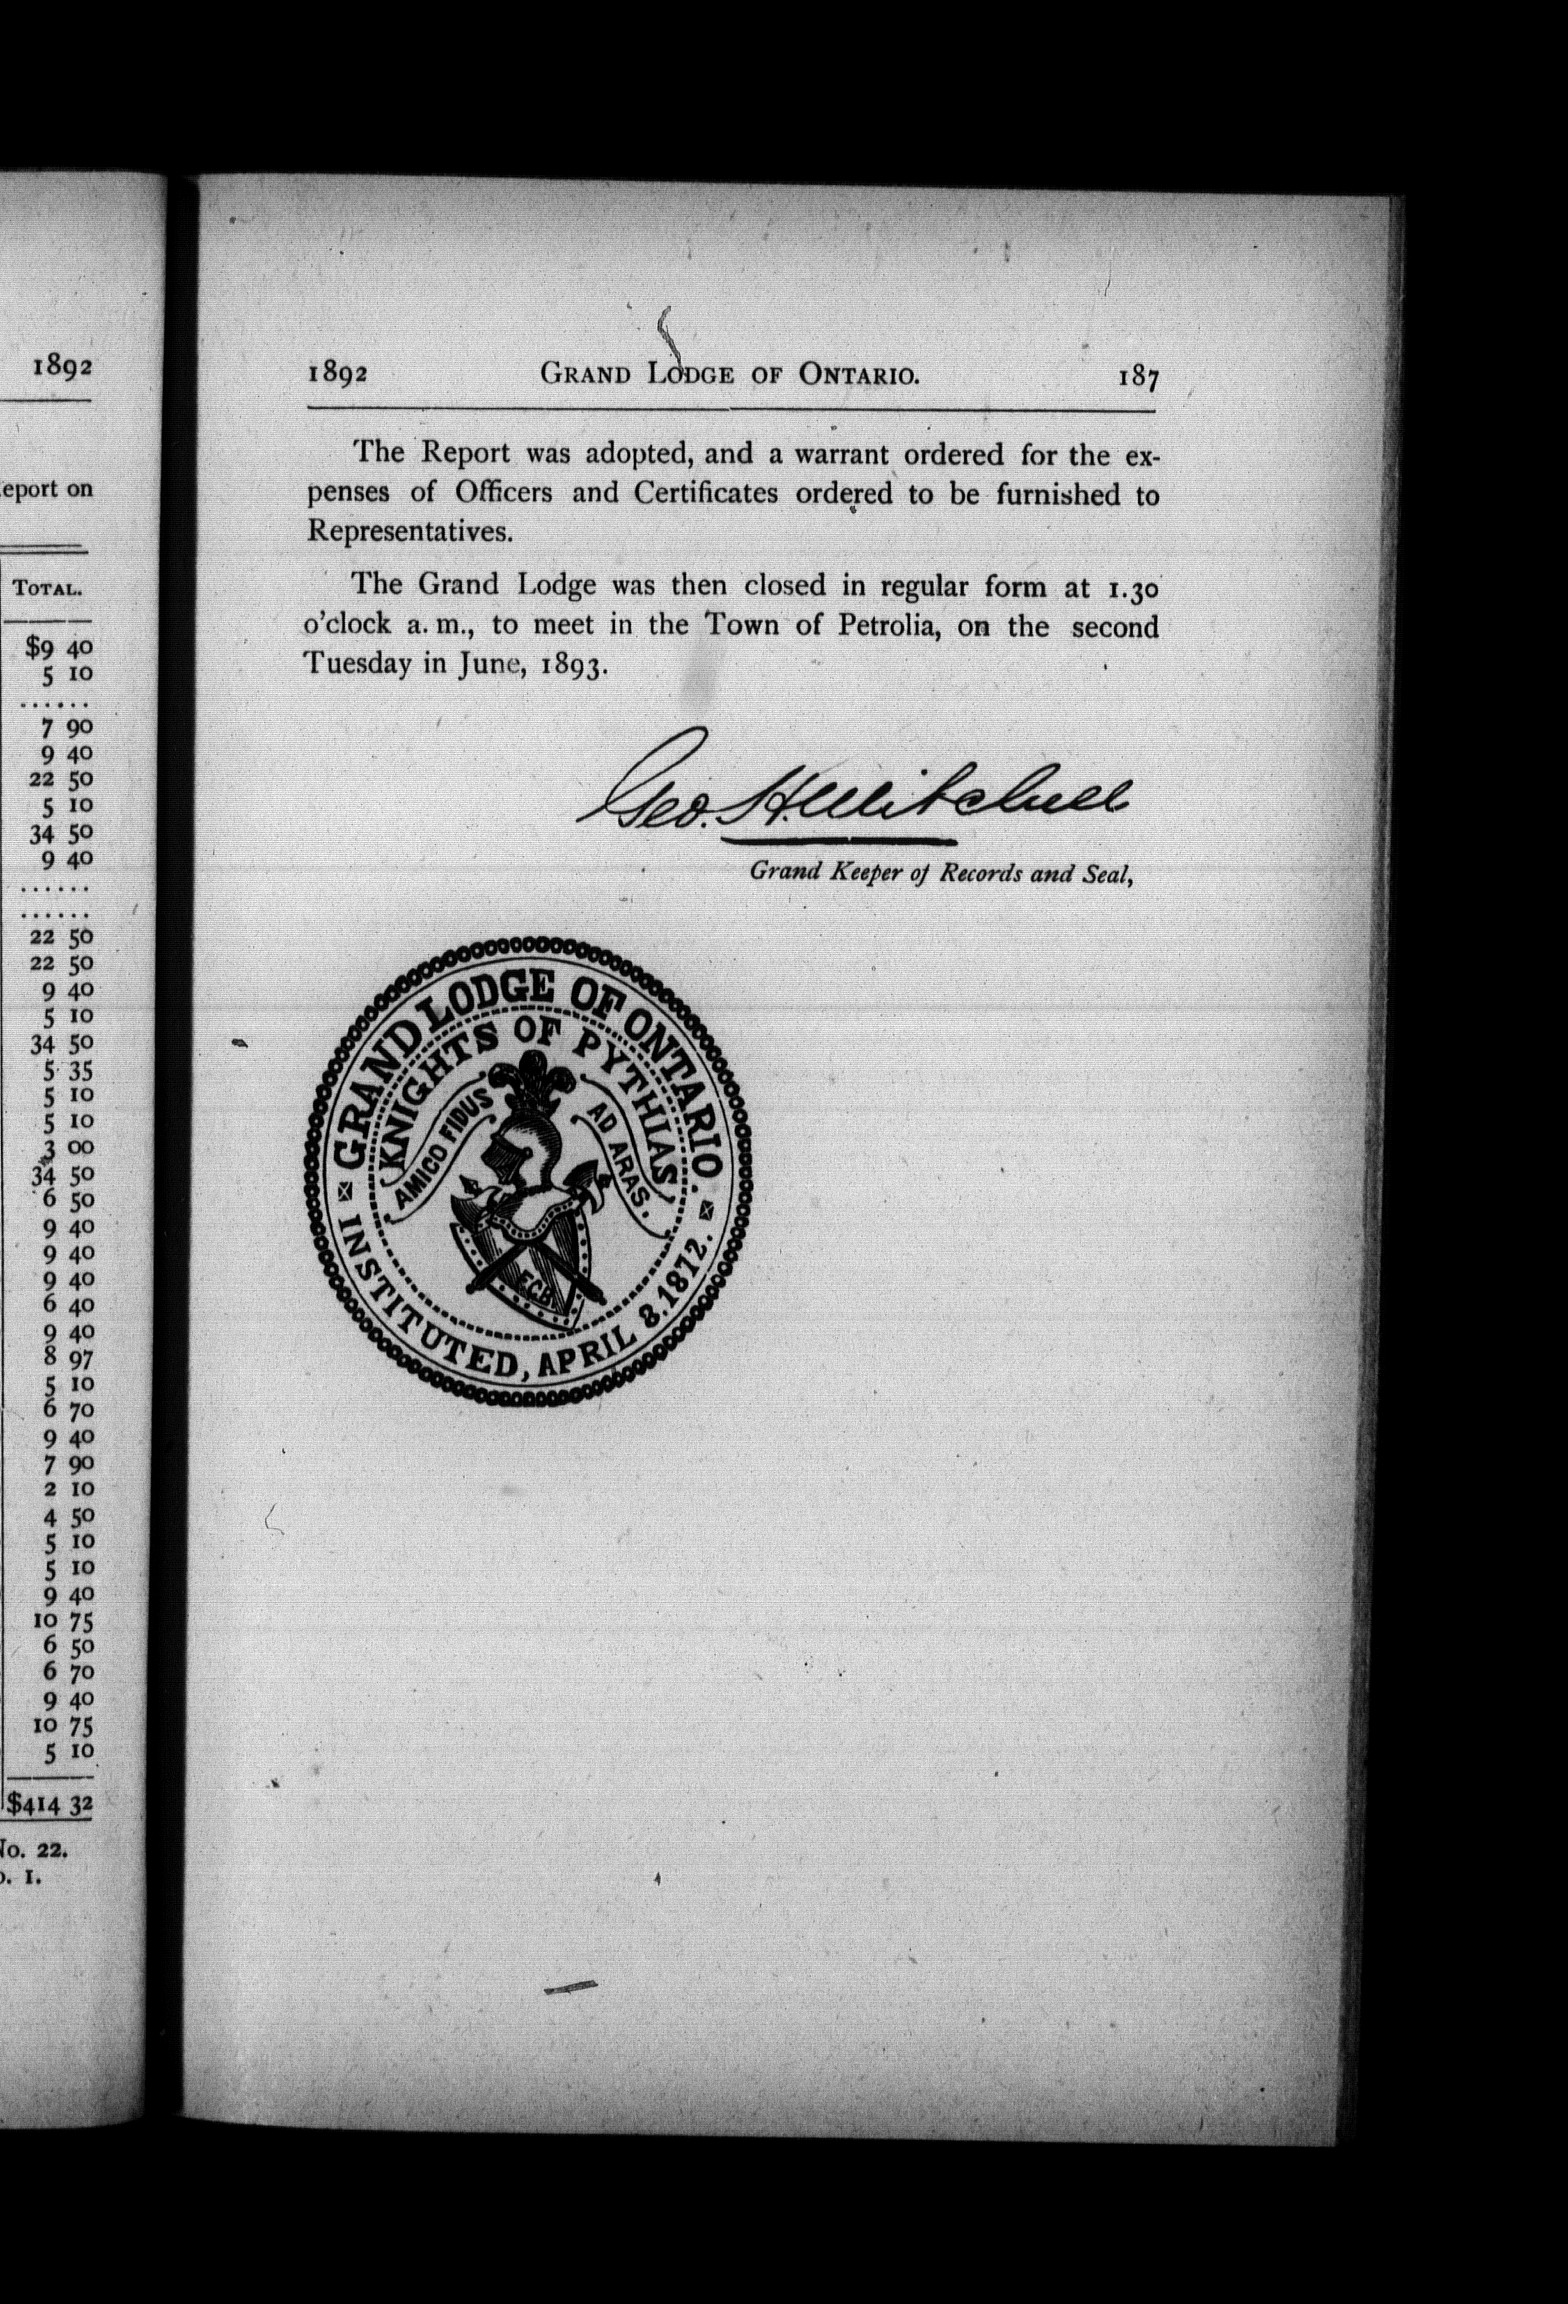 1892
eport on
TOTAL.
$9 40
5 10
......
7 90
9 40
22 50
5 10
34 50
9 40
......
......
22 50
22 50
9 40
5 10
34 50
5 35
5 10
5 10
3 00
34 50
6 50
9 40
9 40
9 40
6 40
9 40
8 97
5 10
6 70
9 40
7 90
2 10
4 50
5 10
5 10
9 40
10 75
6 50
6 70
9 40
10 75
5 10
$414 32
No. 22.
o. 1.
1892 GRAND LODGE OF ONTARIO. 187
The Report was adopted, and a warrant ordered for the ex-
penses of Officers and Certificates ordered to be furnished to
Representatives.
The Grand Lodge was then closed in regular form at 1.30
o'clock a. m., to meet in the Town of Petrolia, on the second
Tuesday in June, 1893.
Geo. H. Mitchell
Grand Keeper of Records and Seal,
GRAND LODGE OF ONTARIO.
KNIGHTS OF PYTHIAS
AMICO FIDUS
AD ARAS.
F.C.B.
INSTITUTED, APRIL 8.1872.